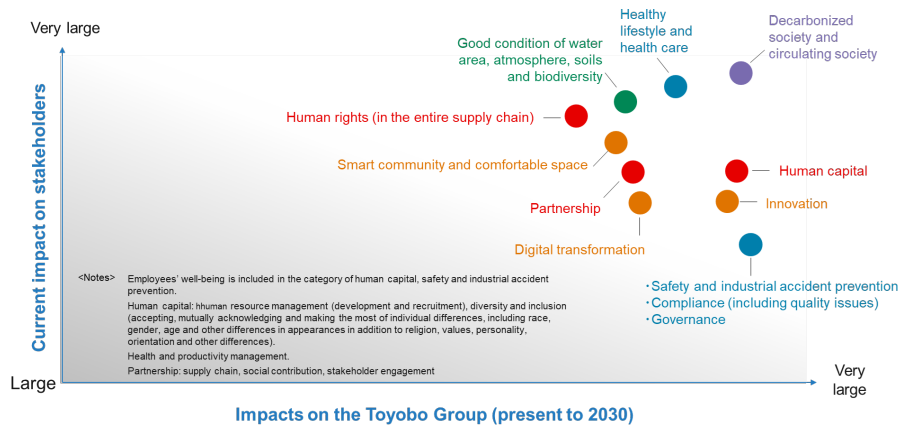 Very large
Current impact on stakeholders
Large
Good condition of water
area, atmosphere, soils
and biodiversity
Healthy
lifestyle and
health care
Decarbonized
society and
circulating society
Human rights (in the entire supply chain)
Smart community and comfortable space
Partnership
Digital transformation
Human capital
Innovation
・Safety and industrial accident prevention
・Compliance (including quality issues)
・Governance
<Notes> Employees' well-being is included in the category of human capital, safety and industrial accident
prevention.
Human capital: hhuman resource management (development and recruitment), diversity and inclusion
(accepting, mutually acknowledging and making the most of individual differences, including race,
gender, age and other differences in appearances in addition to religion, values, personality,
orientation and other differences).
Health and productivity management.
Partnership: supply chain, social contribution, stakeholder engagement
Very
large
Impacts on the Toyobo Group (present to 2030)